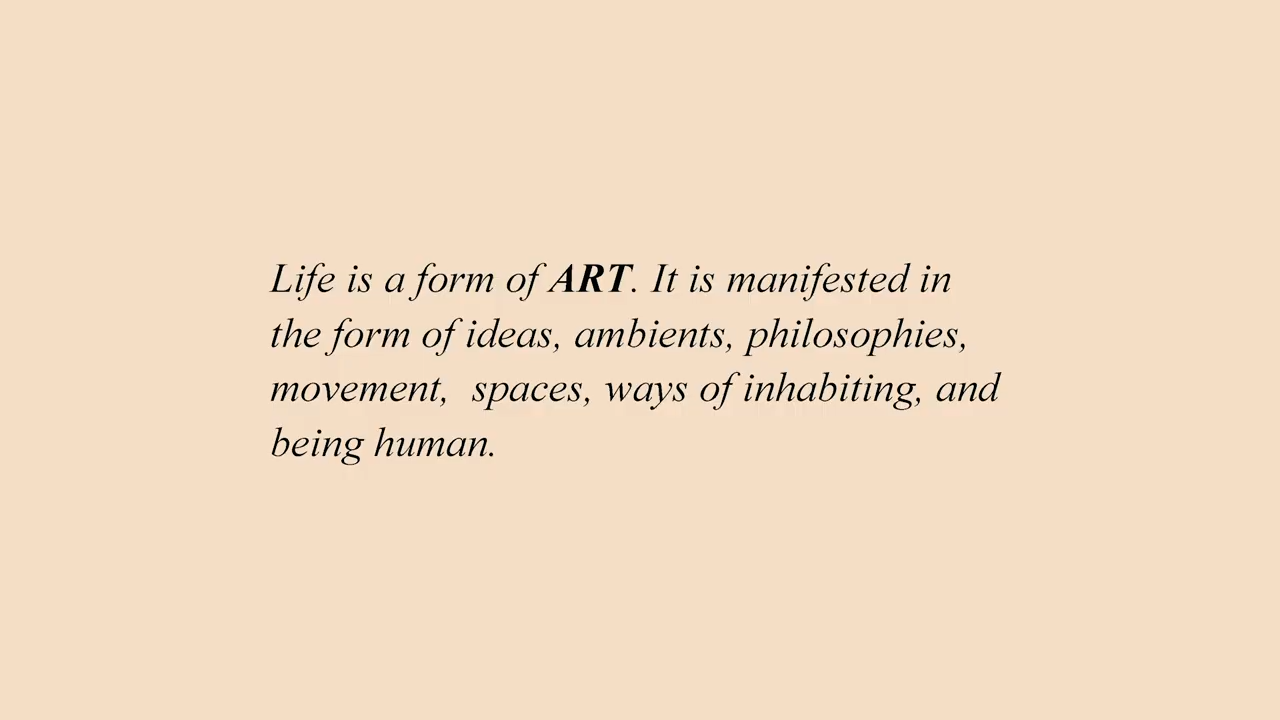 Life is a form of ART. It is manifested in
the form of ideas, ambients, philosophies,
movement,  spaces, ways of inhabiting, and
being human.